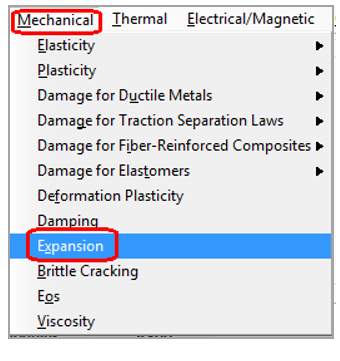 Mechanical Thermal Electrical/Magnetic
Elasticity
Plasticity
Damage for Ductile Metals
Damage for Traction Separation Laws
Damage for Fiber-Reinforced Composites
Damage for Elastomers
Deformation Plasticity
Damping
Expansion
Brittle Cracking
Eos
Viscosity